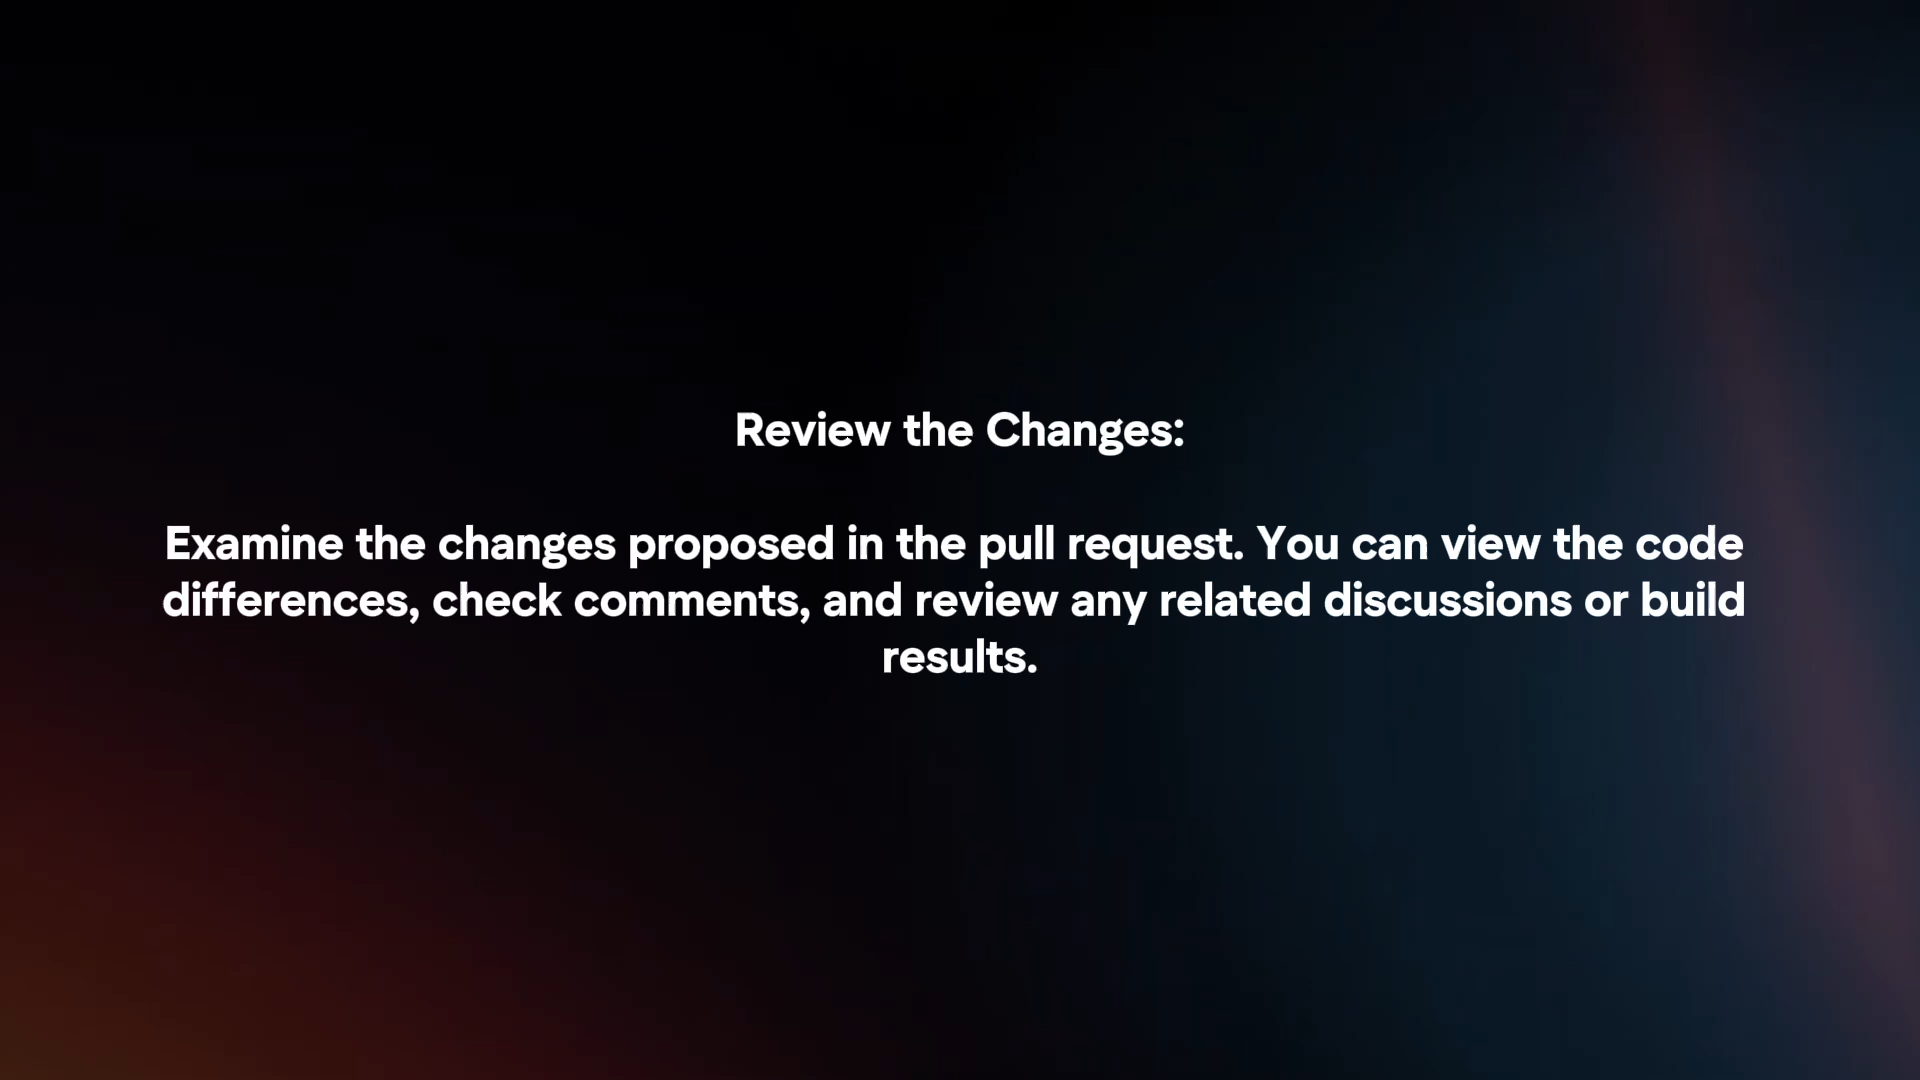 Review the Changes:
Examine the changes proposed in the pull request. You can view the code
differences, check comments, and review any related discussions or build
results.